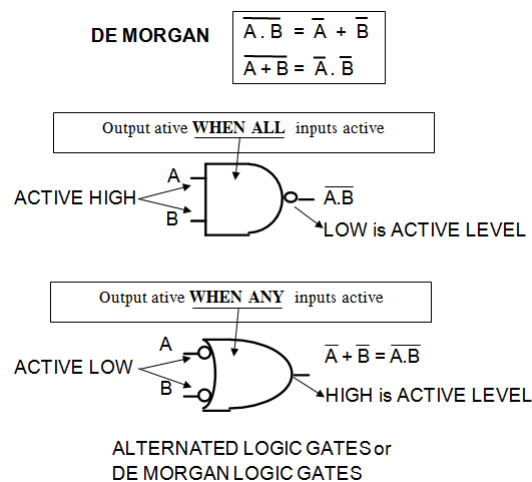 DE MORGAN
A̅ ̅.̅ ̅B̅ = A̅ + B̅
A̅+̅B̅ = A̅ . B̅
Output ative WHEN ALL inputs active
A
ACTIVE HIGH
B
A̅.̅B̅
LOW is ACTIVE LEVEL
Output ative WHEN ANY inputs active
A
ACTIVE LOW
B
A̅ + B̅ = A̅.̅B̅
HIGH is ACTIVE LEVEL
ALTERNATED LOGIC GATES or
DE MORGAN LOGIC GATES